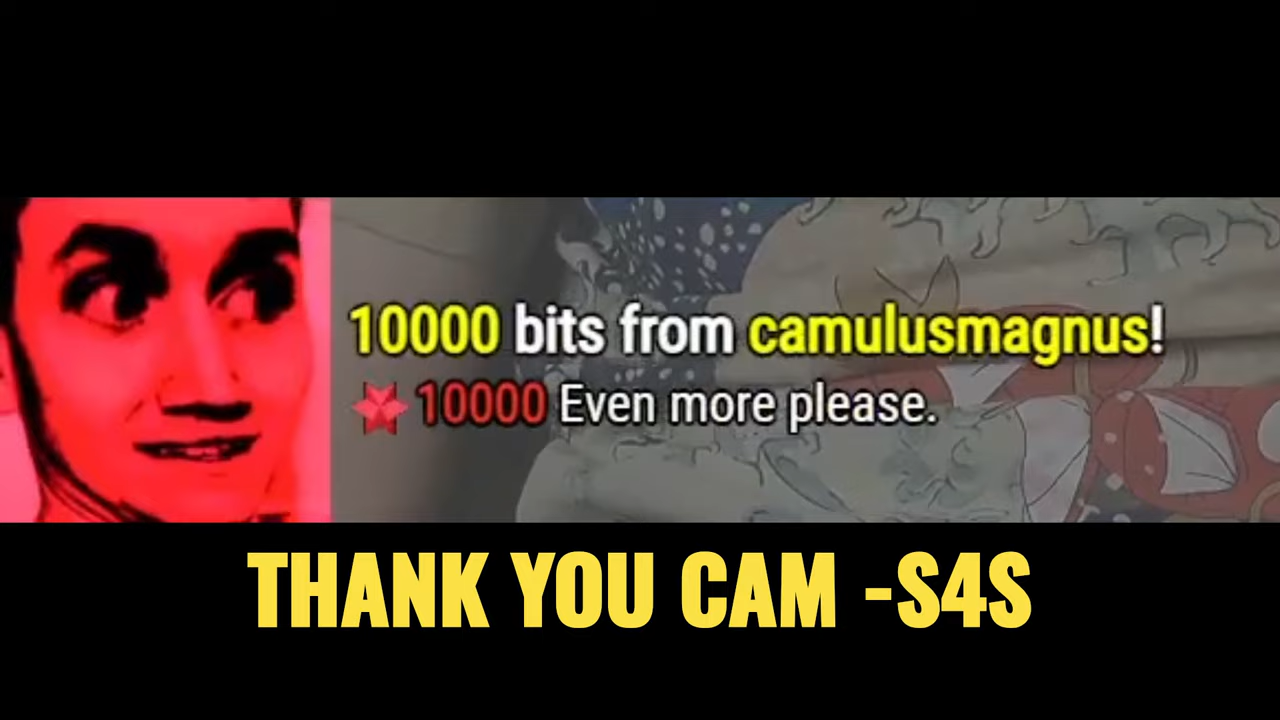 10000 bits from camulusmagnus!
10000 Even more please.
THANK YOU CAM -S4S